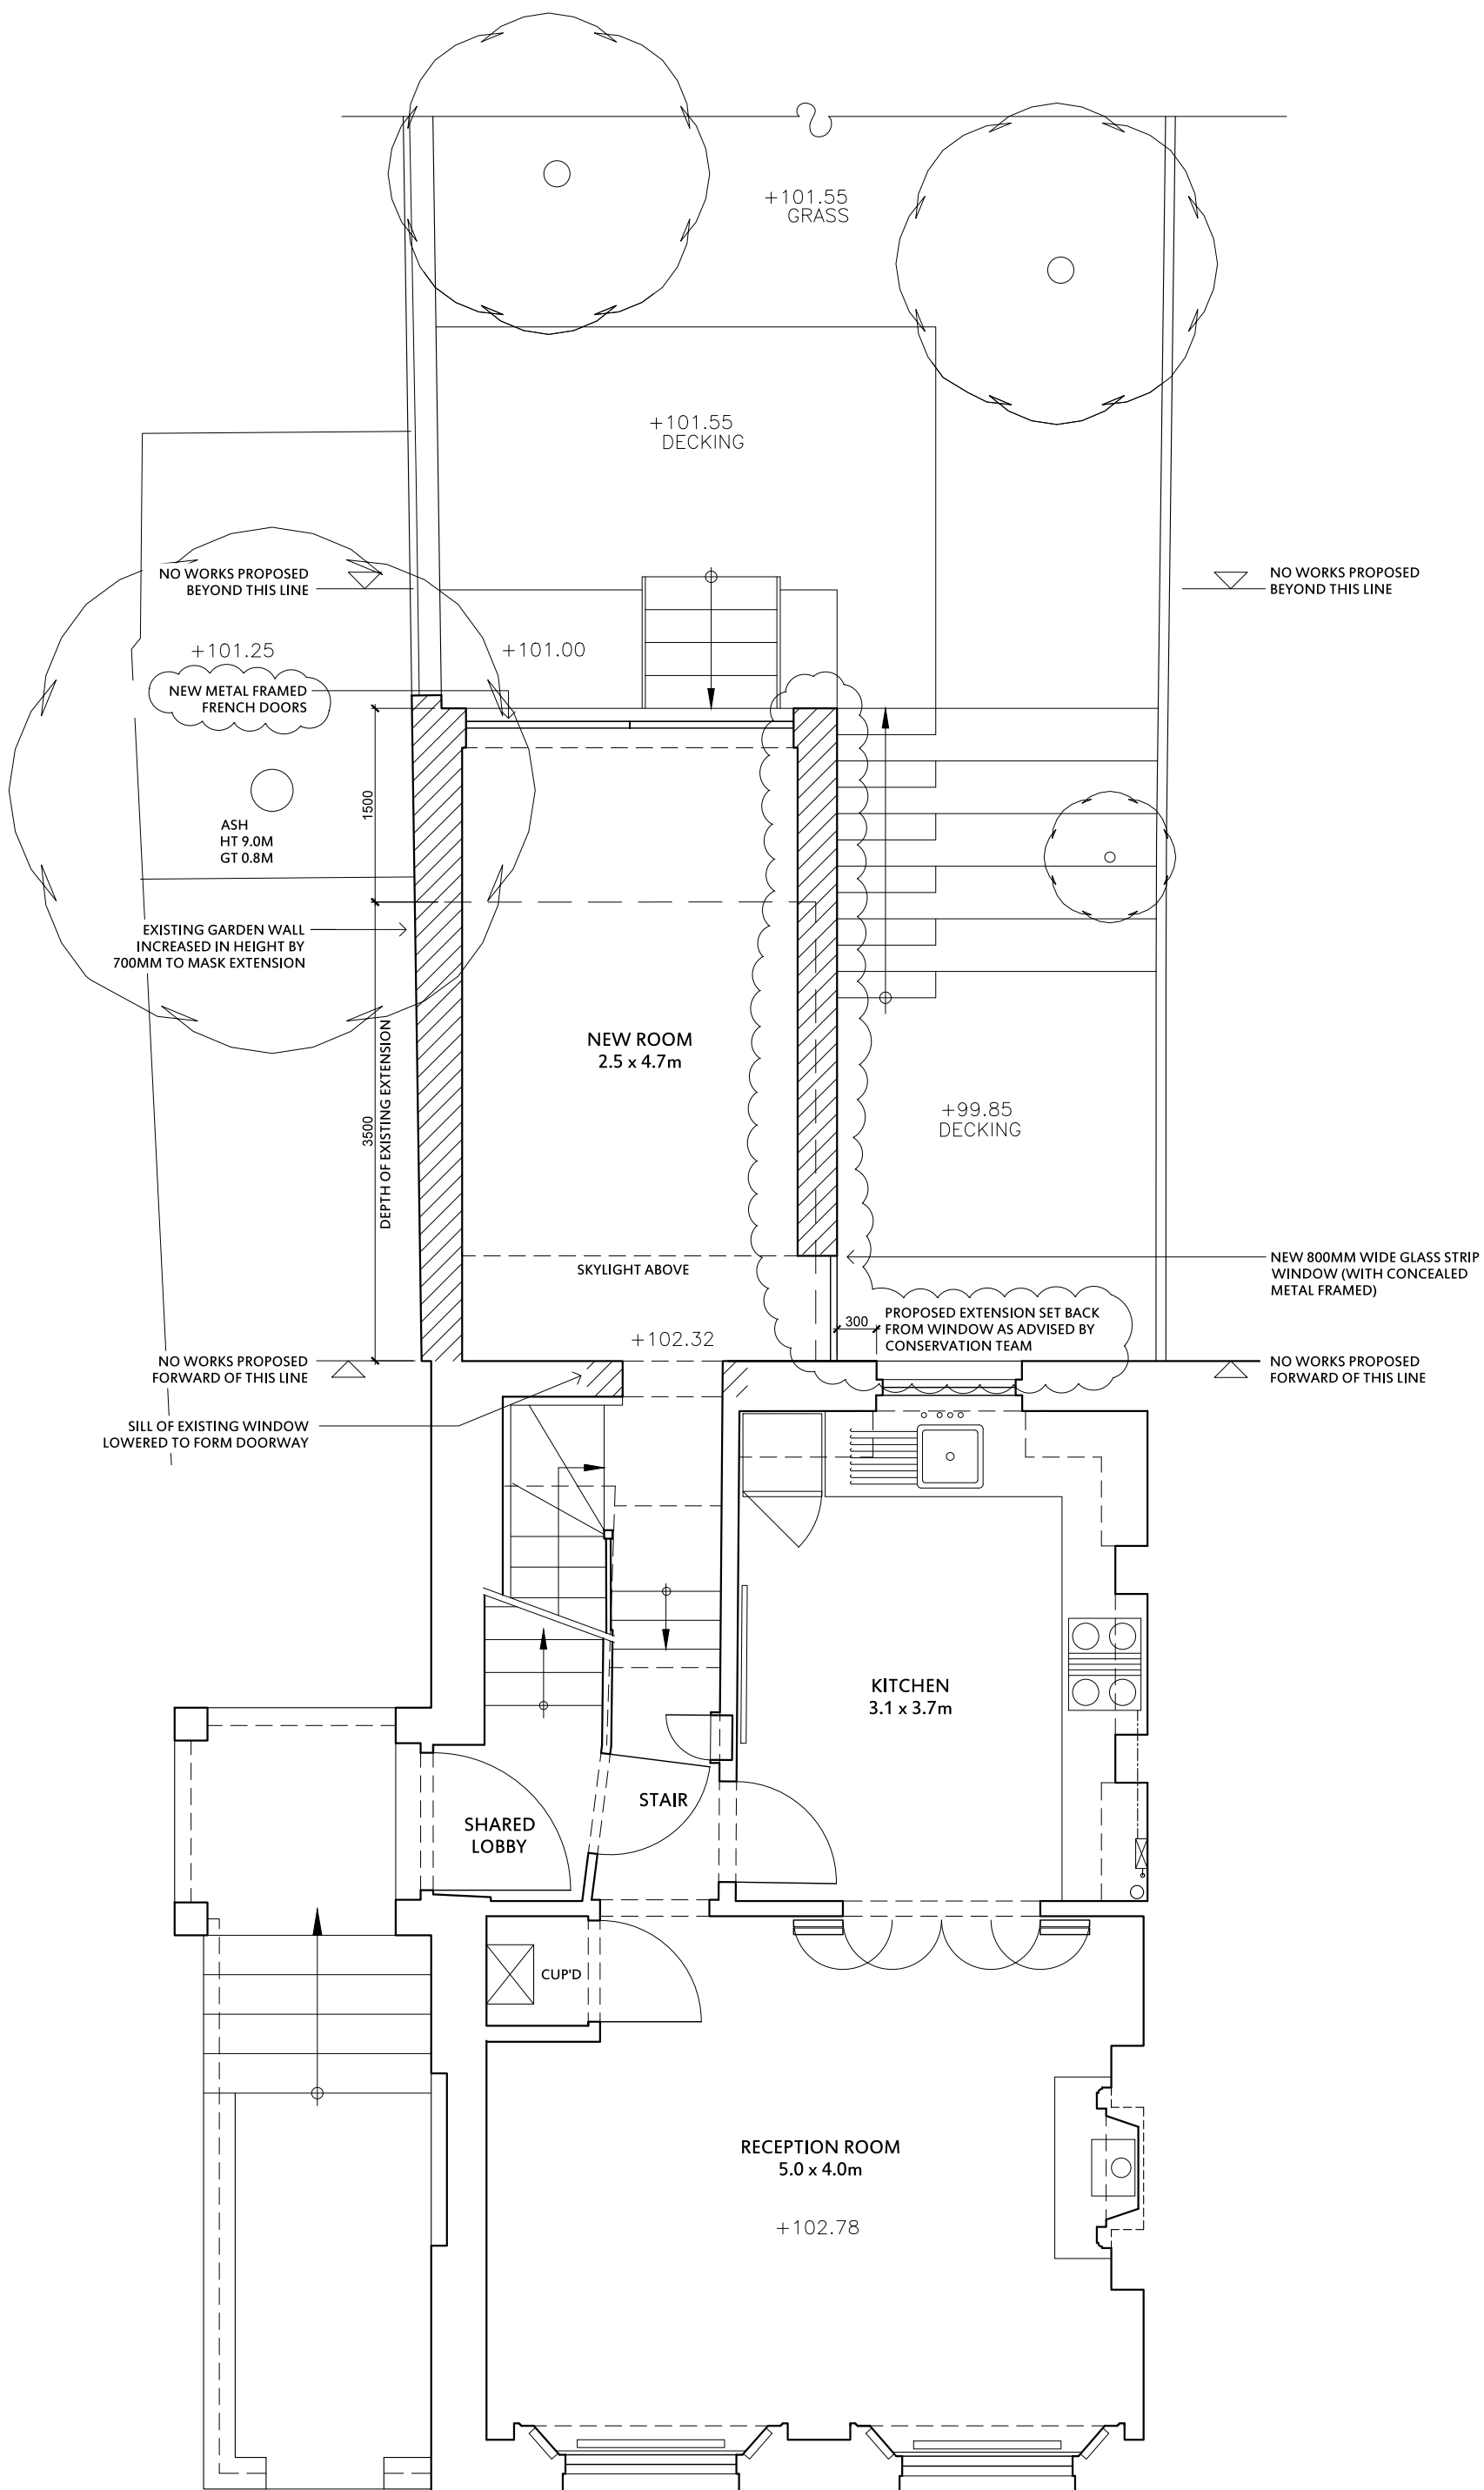 +101.55
GRASS
+101.55
DECKING
NO WORKS PROPOSED
BEYOND THIS LINE
NO WORKS PROPOSED
BEYOND THIS LINE
+101.25
+101.00
NEW METAL FRAMED
FRENCH DOORS
1500
ASH
HT 9.0M
GT 0.8M
EXISTING GARDEN WALL
INCREASED IN HEIGHT BY
700MM TO MASK EXTENSION
NEW ROOM
2.5 x 4.7m
3500
DEPTH OF EXISTING EXTENSION
+99.85
DECKING
SKYLIGHT ABOVE
NEW 800MM WIDE GLASS STRIP
WINDOW (WITH CONCEALED
METAL FRAMED)
300
PROPOSED EXTENSION SET BACK
FROM WINDOW AS ADVISED BY
CONSERVATION TEAM
+102.32
NO WORKS PROPOSED
FORWARD OF THIS LINE
NO WORKS PROPOSED
FORWARD OF THIS LINE
SILL OF EXISTING WINDOW
LOWERED TO FORM DOORWAY
KITCHEN
3.1 x 3.7m
STAIR
SHARED
LOBBY
CUP'D
RECEPTION ROOM
5.0 x 4.0m
+102.78